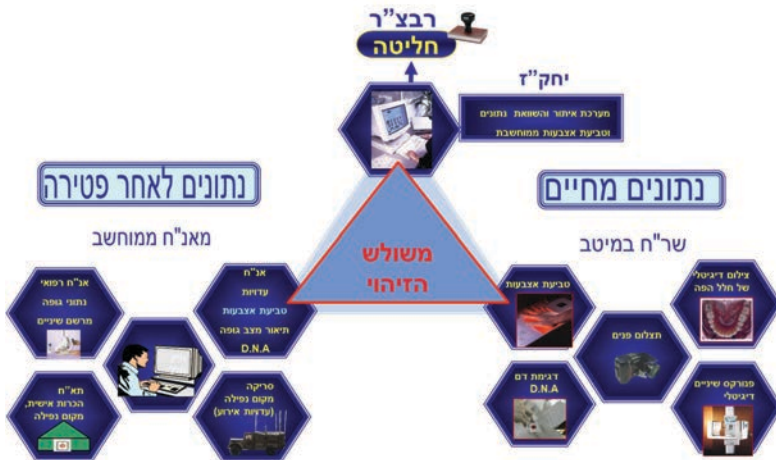 רבצ"ר
חליטה
יחק"ז
מערכת איתור והשוואת נתונים
וטביעת אצבעות ממוחשבת
נתונים מחיים
שר"ח במיטב
טביעת אצבעות
צילום דיגיטלי
של חלל הפה
תצלום פנים
דגימת דם
D.N.A
פנורקס שיניים
דיגיטלי
משולש
הזיהוי
נתונים לאחר פטירה
מאנ"ח ממוחשב
אנ"ח
עדויות
טביעת אצבעות
תיאור מצב גופה
D.N.A
אנ"ח רפואי
נתוני גופה
מרשם שיניים
סריקה
מקום נפילה
(עדויות אירוע)
תא"ח
הכרות אישית,
מקום נפילה